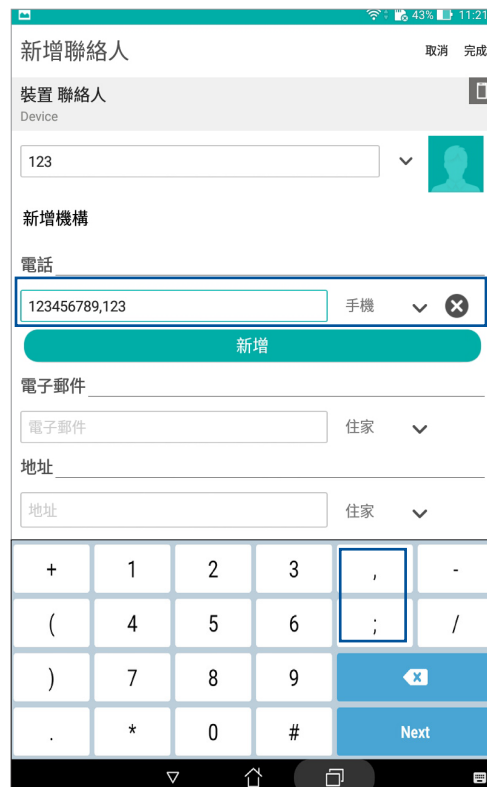 43% 11:21
新增聯絡人 取消 完成
裝置 聯絡人
Device
123
新增機構
電話
123456789,123 手機
新增
電子郵件
電子郵件 住家
地址
地址 住家
+ 1 2 3 , -
( 4 5 6 ; /
) 7 8 9
. * 0 # Next